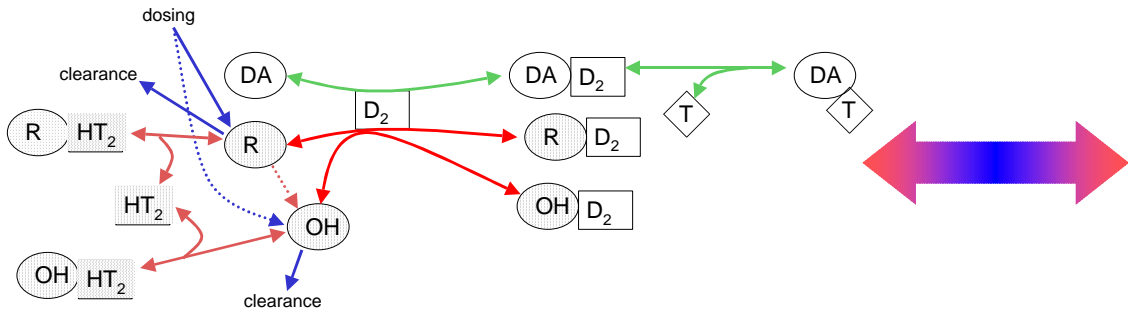 dosing
clearance
DA
DA D₂
DA
T
T
D₂
R HT₂
R
R D₂
HT₂
OH
OH D₂
OH HT₂
clearance